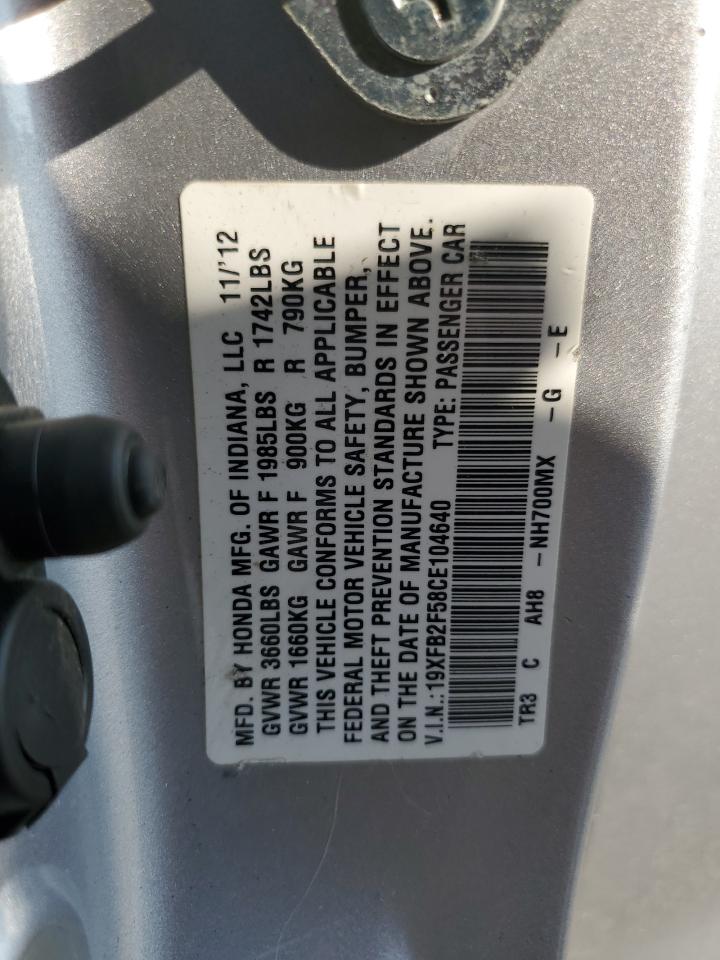 MFD. BY HONDA MFG. OF INDIANA, LLC 11/'12
GVWR 3660LBS GAWR F 1985LBS R 1742LBS
GVWR 1660KG GAWR F 900KG R 790KG
THIS VEHICLE CONFORMS TO ALL APPLICABLE
FEDERAL MOTOR VEHICLE SAFETY, BUMPER,
AND THEFT PREVENTION STANDARDS IN EFFECT
ON THE DATE OF MANUFACTURE SHOWN ABOVE.
V.I.N.:19XFB2F58CE104640 TYPE: PASSENGER CAR
TR3 C AH8 -NH700MX -G -E